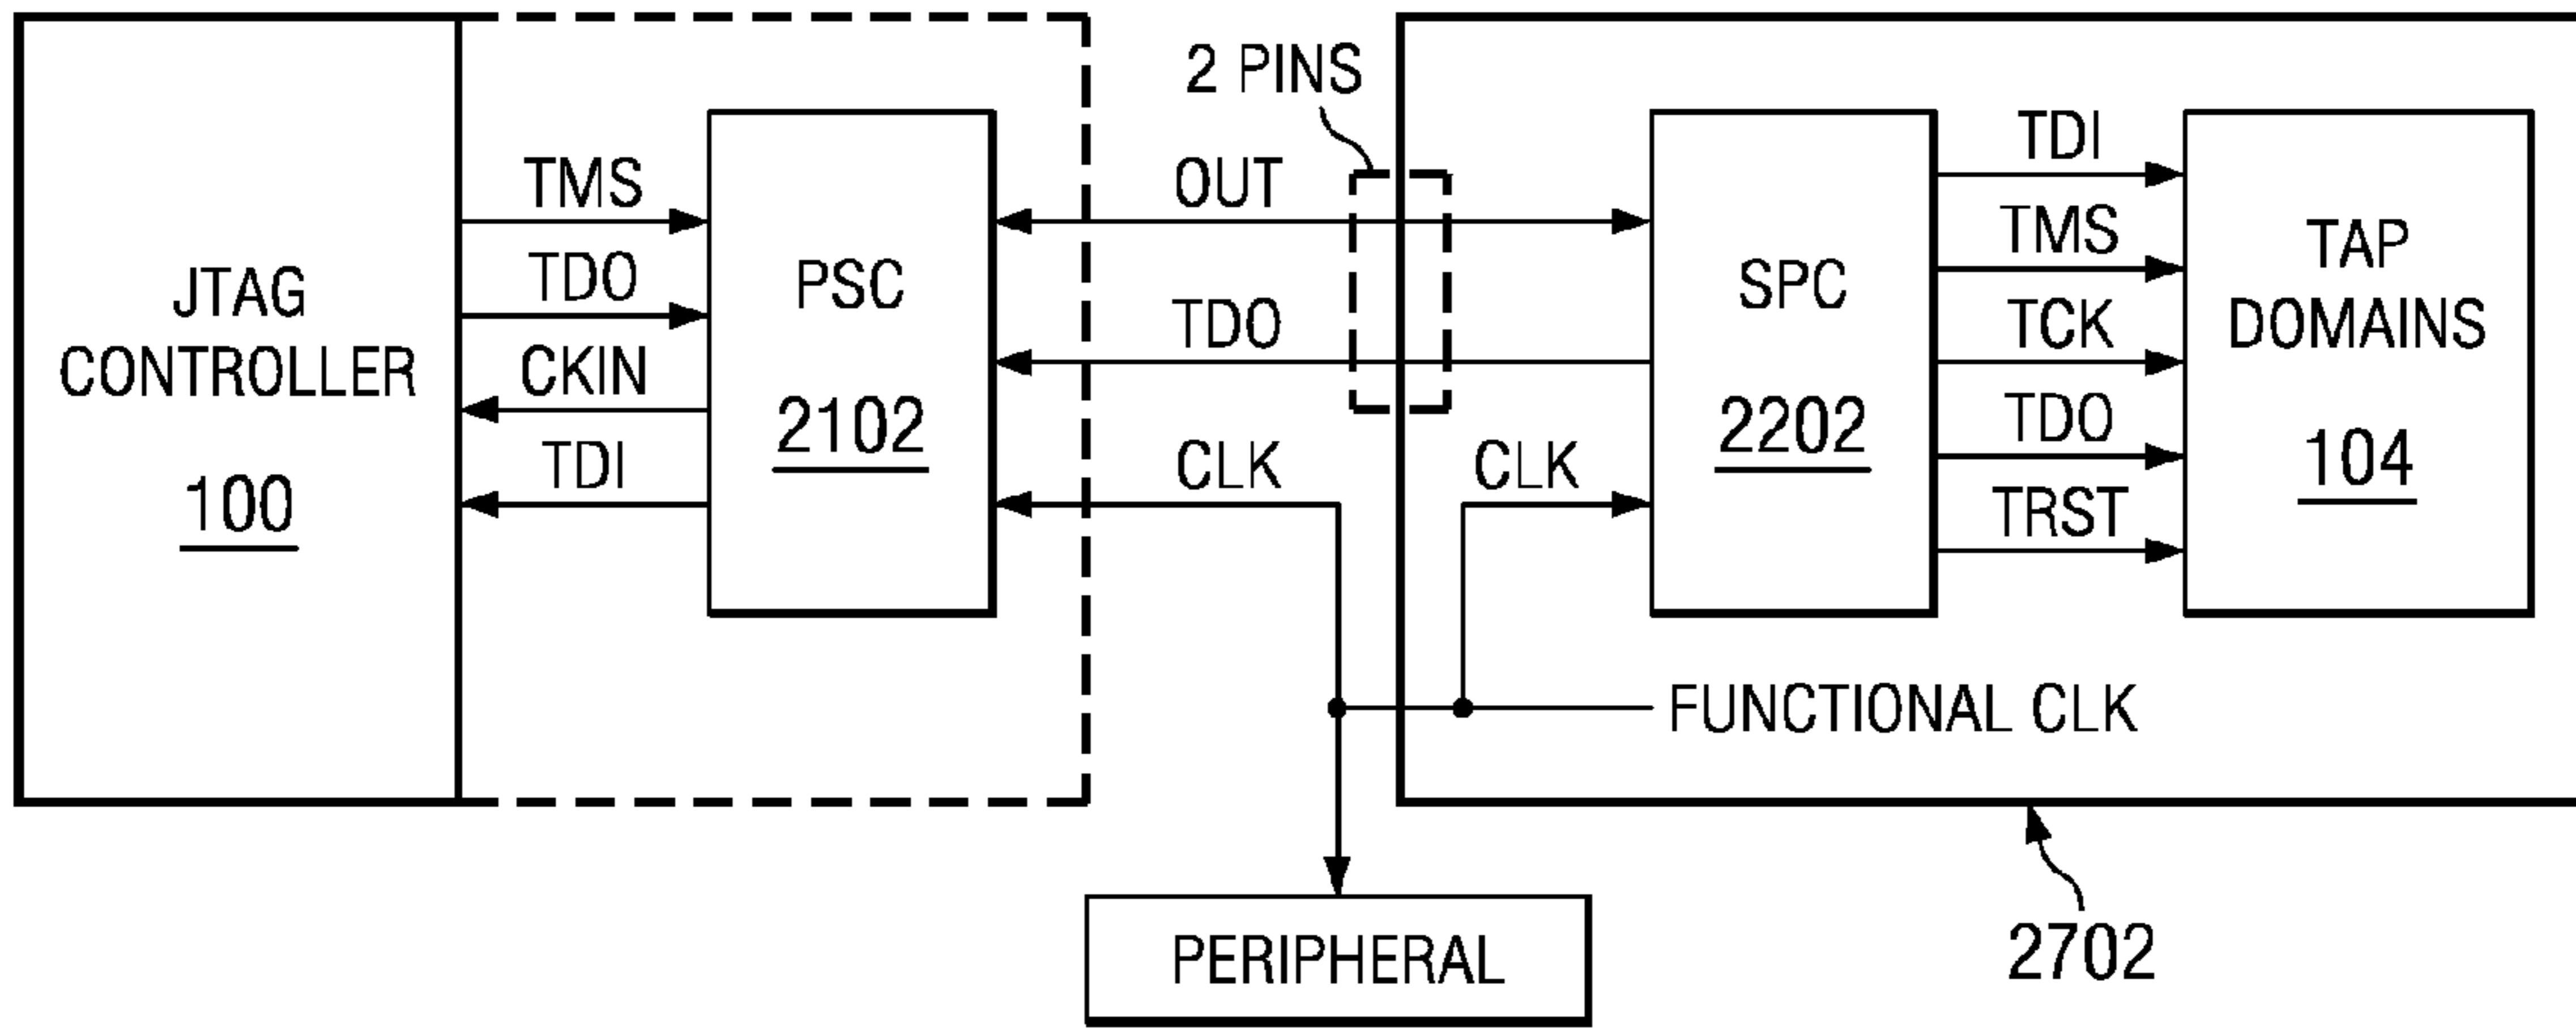 JTAG
CONTROLLER
100
TMS
TDO
CKIN
TDI
PSC
2102
2 PINS
OUT
TDO
CLK
CLK
SPC
2202
TDI
TMS
TCK
TDO
TRST
TAP
DOMAINS
104
FUNCTIONAL CLK
PERIPHERAL
2702